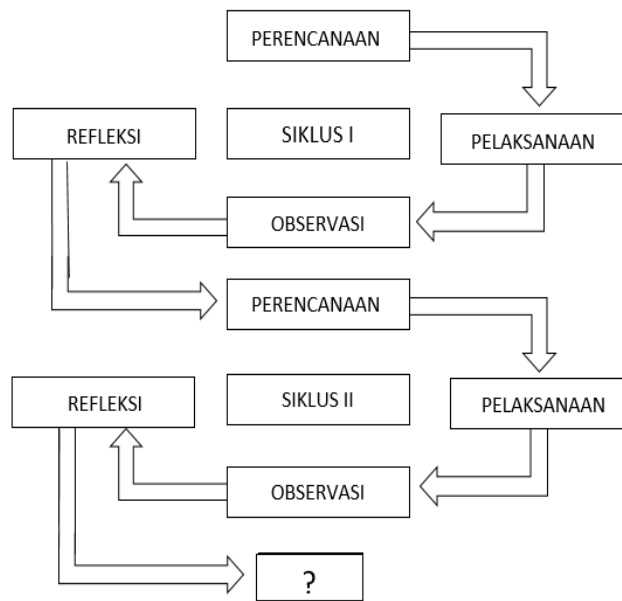 PERENCANAAN
REFLEKSI
SIKLUS I
PELAKSANAAN
OBSERVASI
PERENCANAAN
REFLEKSI
SIKLUS II
PELAKSANAAN
OBSERVASI
?